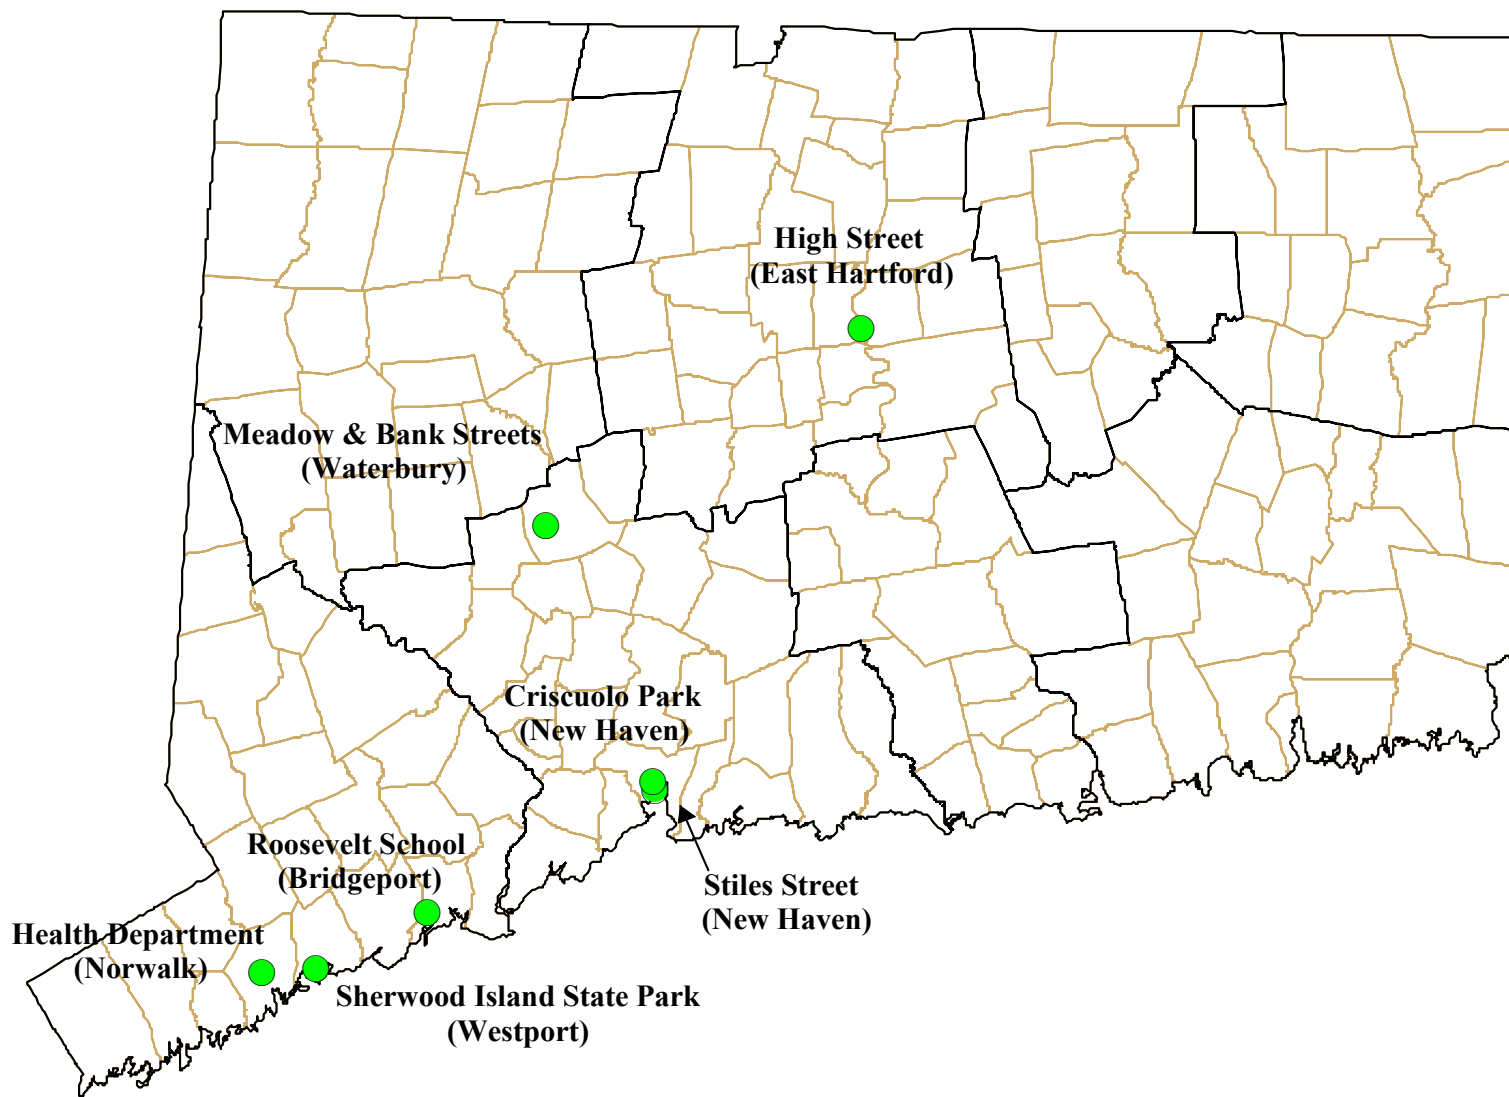 High Street
(East Hartford)
Meadow & Bank Streets
(Waterbury)
Criscuolo Park
(New Haven)
Roosevelt School
(Bridgeport)
Stiles Street
(New Haven)
Health Department
(Norwalk)
Sherwood Island State Park
(Westport)